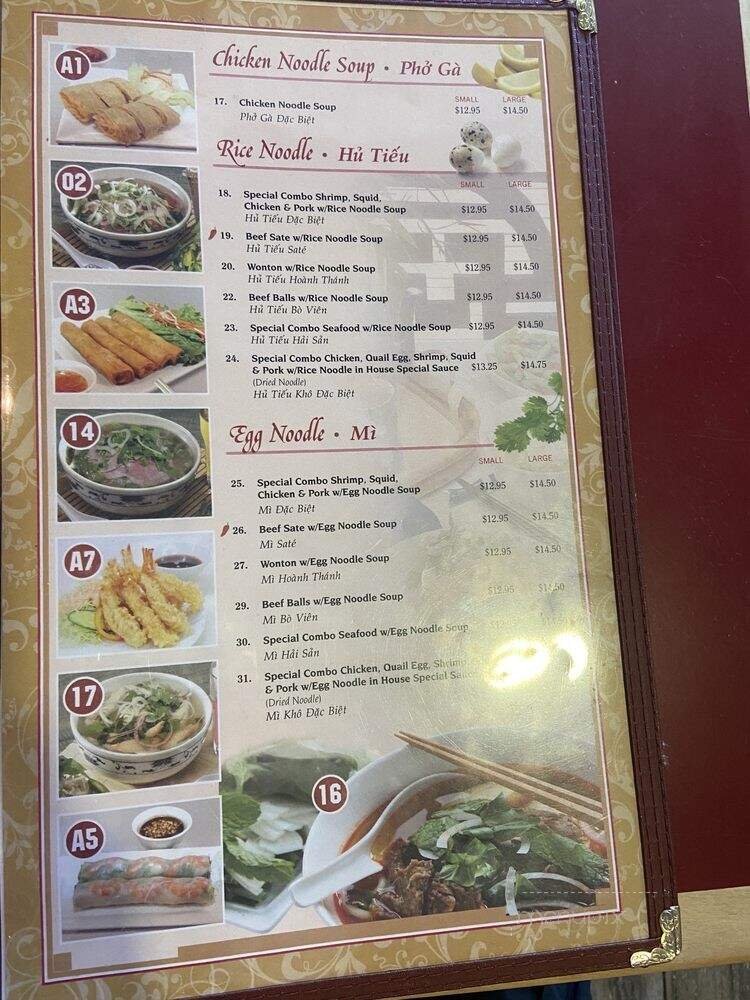 A1
Chicken Noodle Soup • Phở Gà
SMALL LARGE
17. Chicken Noodle Soup $12.95 $14.50
Phở Gà Đặc Biệt
02
Rice Noodle • Hủ Tiếu
SMALL LARGE
18. Special Combo Shrimp, Squid,
Chicken & Pork w/Rice Noodle Soup $12.95 $14.50
Hủ Tiếu Đặc Biệt
19. Beef Sate w/Rice Noodle Soup $12.95 $14.50
Hủ Tiếu Saté
20. Wonton w/Rice Noodle Soup $12.95 $14.50
Hủ Tiếu Hoành Thánh
A3
22. Beef Balls w/Rice Noodle Soup $12.95 $14.50
Hủ Tiếu Bò Viên
23. Special Combo Seafood w/Rice Noodle Soup $12.95 $14.50
Hủ Tiếu Hải Sản
24. Special Combo Chicken, Quail Egg, Shrimp, Squid
& Pork w/Rice Noodle in House Special Sauce $13.25 $14.75
(Dried Noodle)
Hủ Tiếu Khô Đặc Biệt
14
Egg Noodle • Mì
SMALL LARGE
25. Special Combo Shrimp, Squid,
Chicken & Pork w/Egg Noodle Soup $12.95 $14.50
Mì Đặc Biệt
26. Beef Sate w/Egg Noodle Soup $12.95 $14.50
Mì Saté
A7
27. Wonton w/Egg Noodle Soup $12.95 $14.50
Mì Hoành Thánh
29. Beef Balls w/Egg Noodle Soup $12.95 $14.50
Mì Bò Viên
30. Special Combo Seafood w/Egg Noodle Soup
Mì Hải Sản
17
31. Special Combo Chicken, Quail Egg, Shrimp
& Pork w/Egg Noodle in House Special Sauce
(Dried Noodle)
Mì Khô Đặc Biệt
16
A5